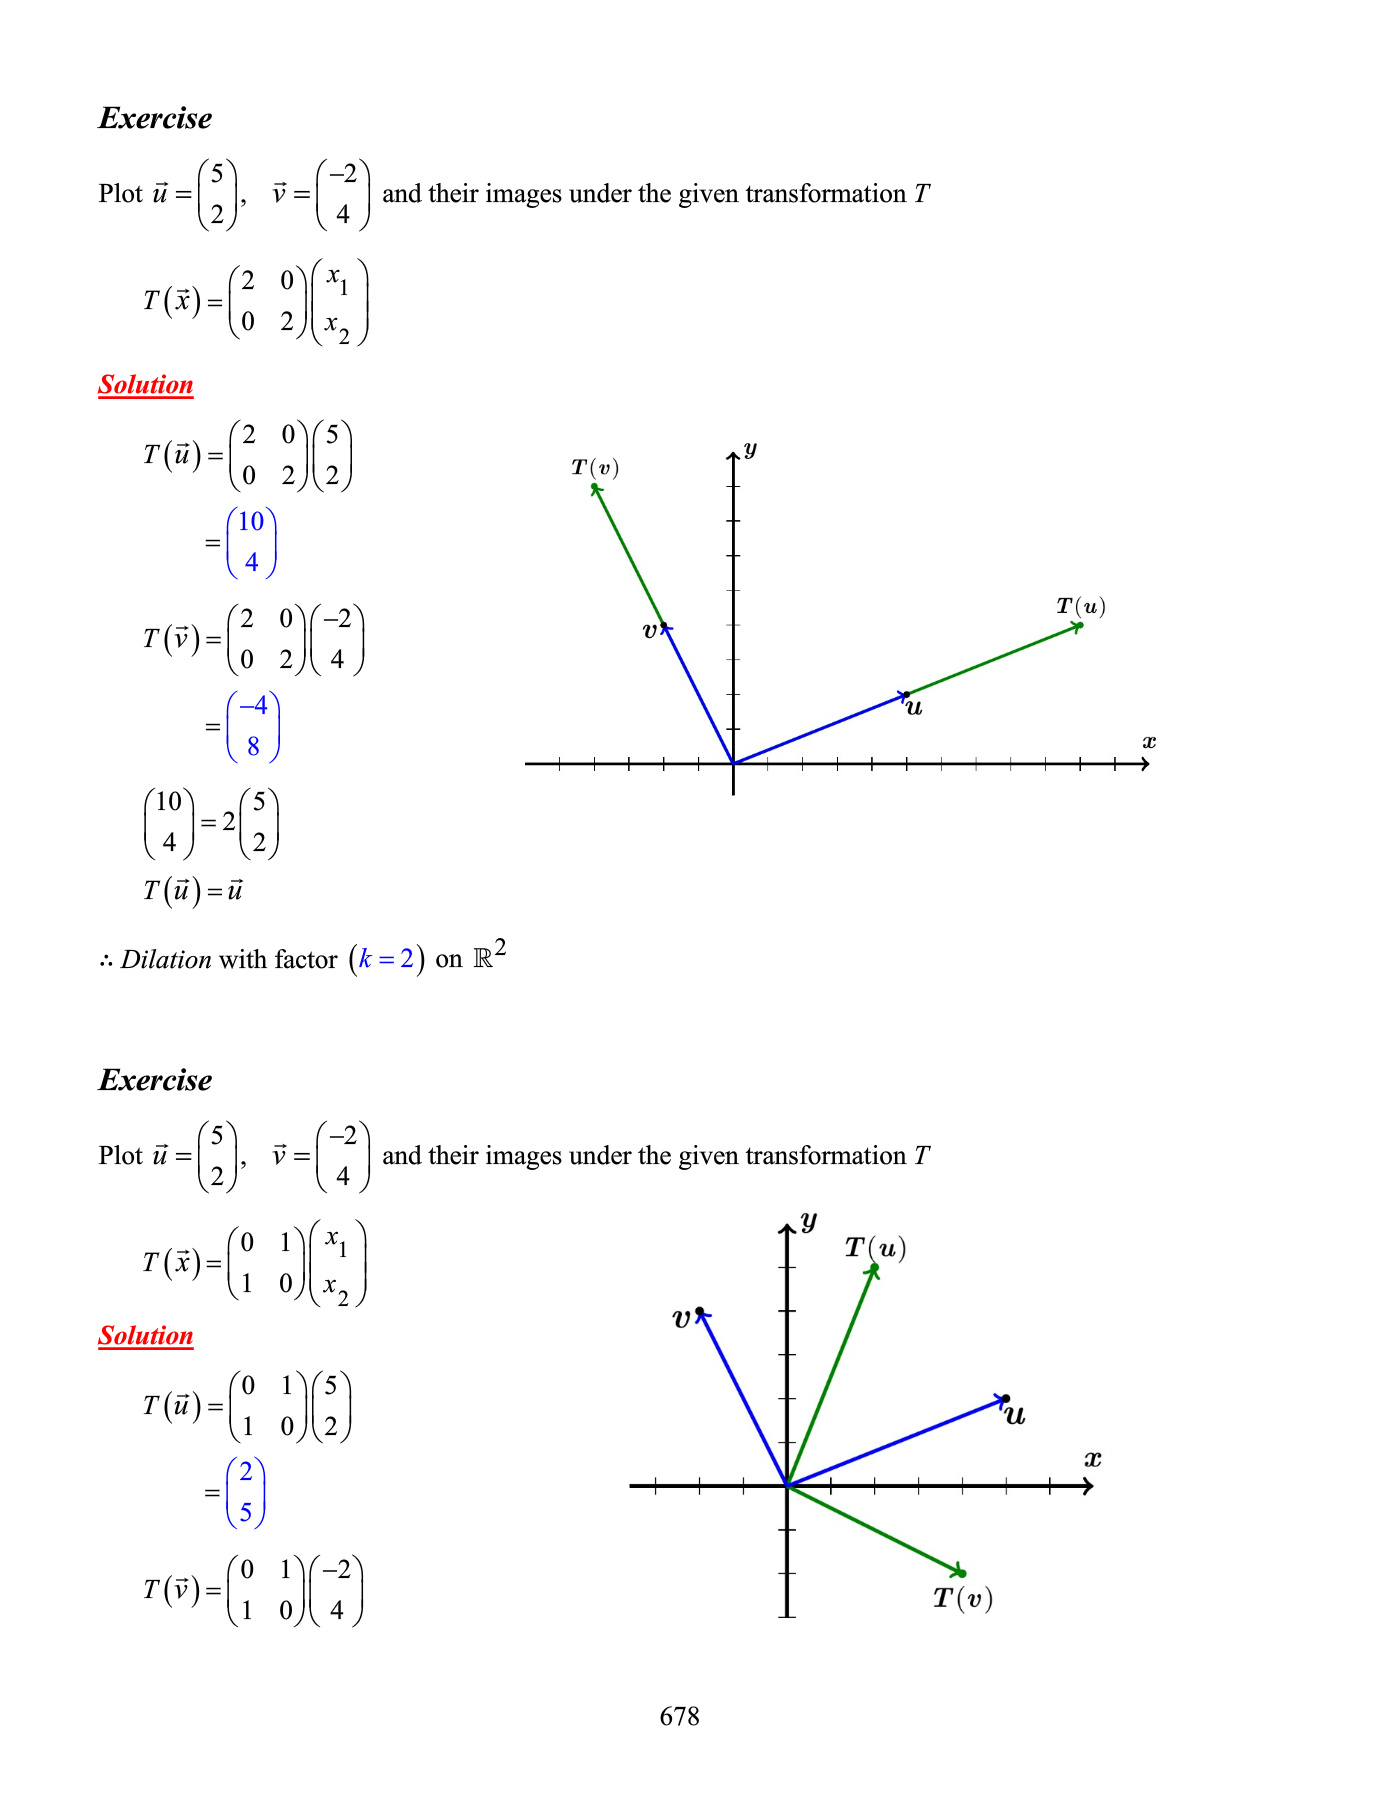 Exercise
Plot u⃗ = (5 2), v⃗ = (−2 4) and their images under the given transformation T
T(x⃗) = (2 0 0 2)(x₁ x₂)
Solution
T(u⃗) = (2 0 0 2)(5 2)
= (10 4)
T(v⃗) = (2 0 0 2)(−2 4)
= (−4 8)
(10 4) = 2(5 2)
T(u⃗) = u⃗
∴ Dilation with factor (k = 2) on ℝ²
y
T(v)
T(u)
v
u
x
Exercise
Plot u⃗ = (5 2), v⃗ = (−2 4) and their images under the given transformation T
T(x⃗) = (0 1 1 0)(x₁ x₂)
Solution
T(u⃗) = (0 1 1 0)(5 2)
= (2 5)
T(v⃗) = (0 1 1 0)(−2 4)
y
T(u)
v
u
x
T(v)
678